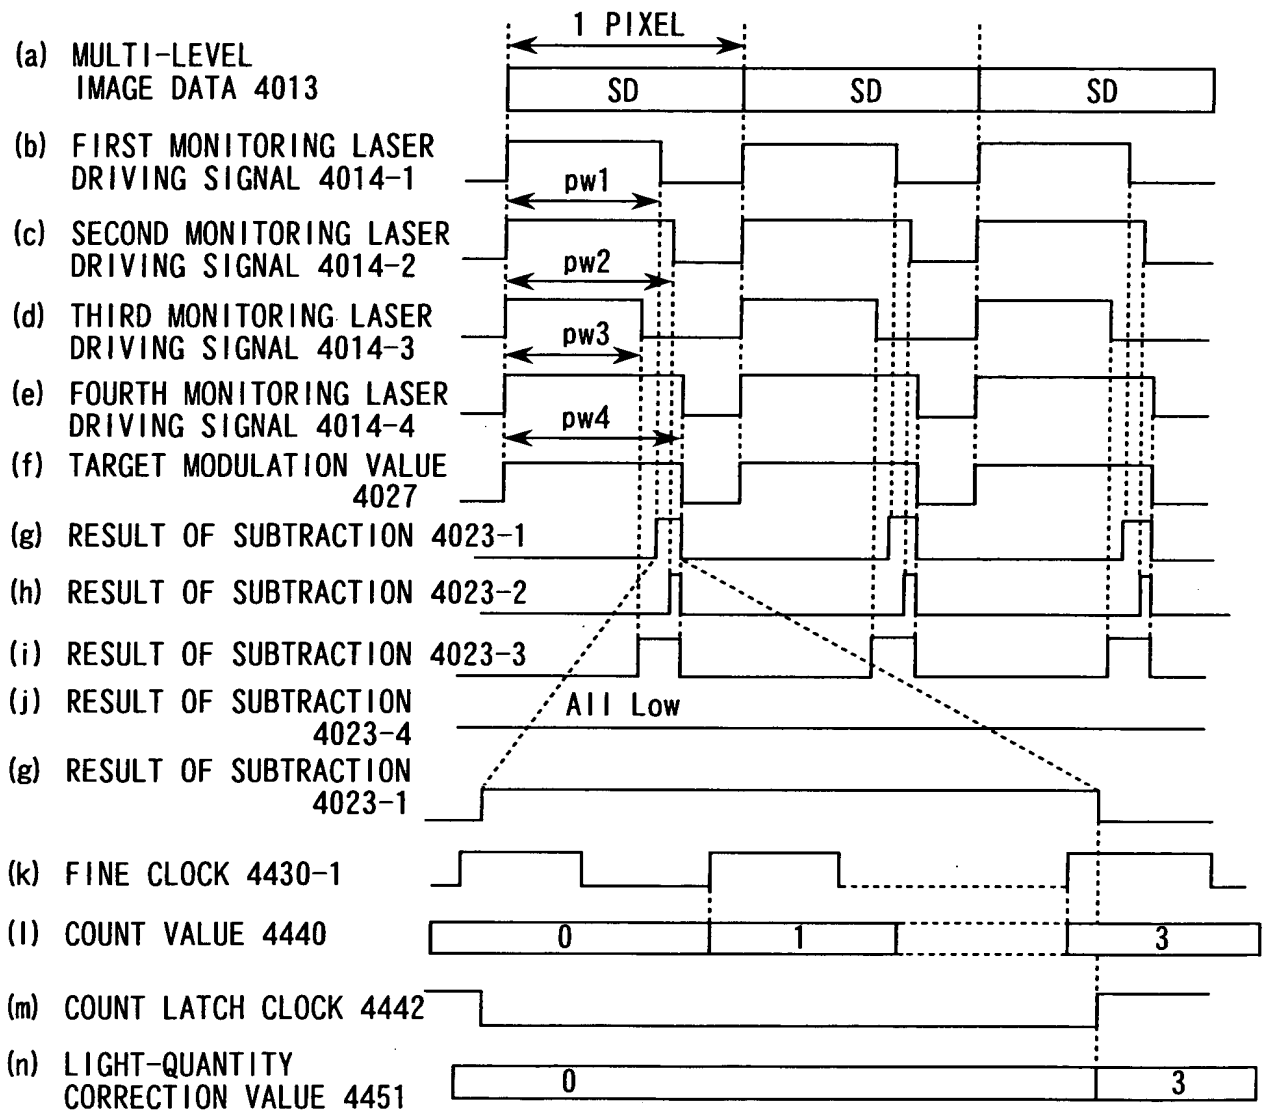 1 PIXEL
(a) MULTI-LEVEL
IMAGE DATA 4013
SD SD SD
(b) FIRST MONITORING LASER
DRIVING SIGNAL 4014-1
pw1
(c) SECOND MONITORING LASER
DRIVING SIGNAL 4014-2
pw2
(d) THIRD MONITORING LASER
DRIVING SIGNAL 4014-3
pw3
(e) FOURTH MONITORING LASER
DRIVING SIGNAL 4014-4
pw4
(f) TARGET MODULATION VALUE
4027
(g) RESULT OF SUBTRACTION 4023-1
(h) RESULT OF SUBTRACTION 4023-2
(i) RESULT OF SUBTRACTION 4023-3
(j) RESULT OF SUBTRACTION
4023-4
All Low
(g) RESULT OF SUBTRACTION
4023-1
(k) FINE CLOCK 4430-1
(l) COUNT VALUE 4440
0 1 3
(m) COUNT LATCH CLOCK 4442
(n) LIGHT-QUANTITY
CORRECTION VALUE 4451
0 3